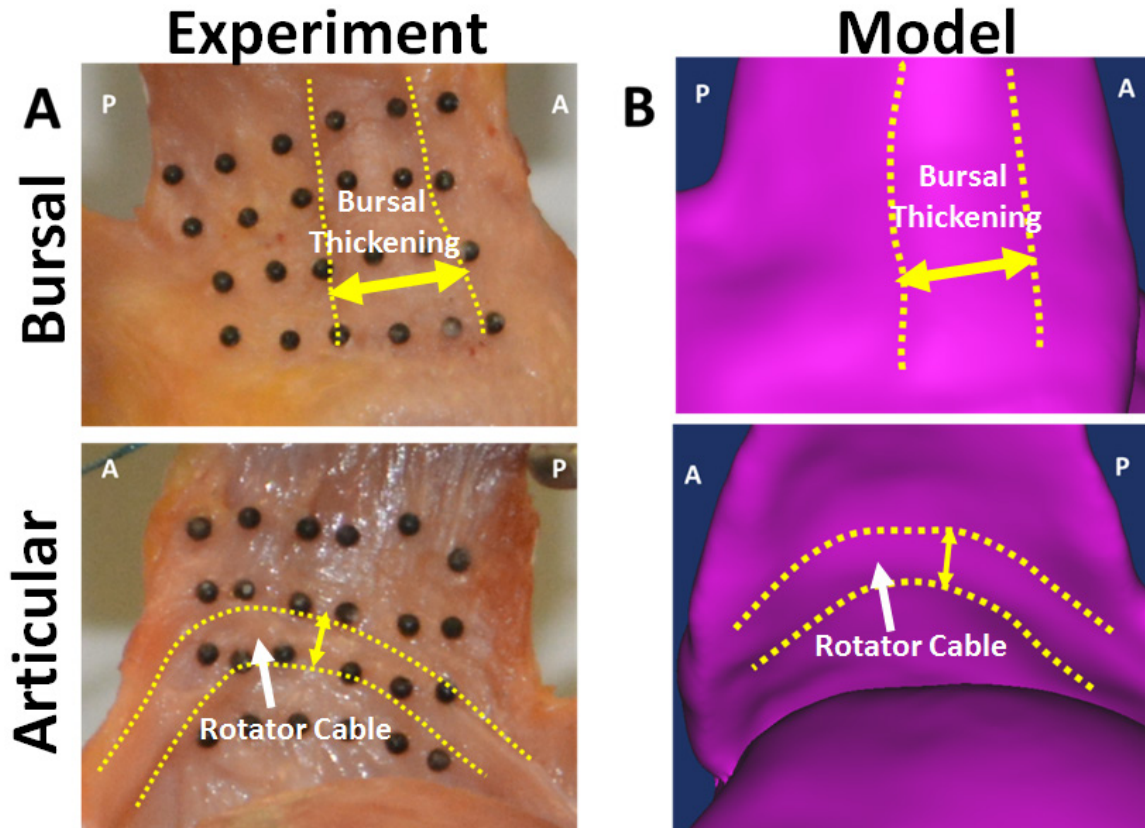 Experiment
Model
A
P
A
B
P
A
Bursal
Bursal
Thickening
Bursal
Thickening
Articular
A
P
A
P
Rotator Cable
Rotator Cable